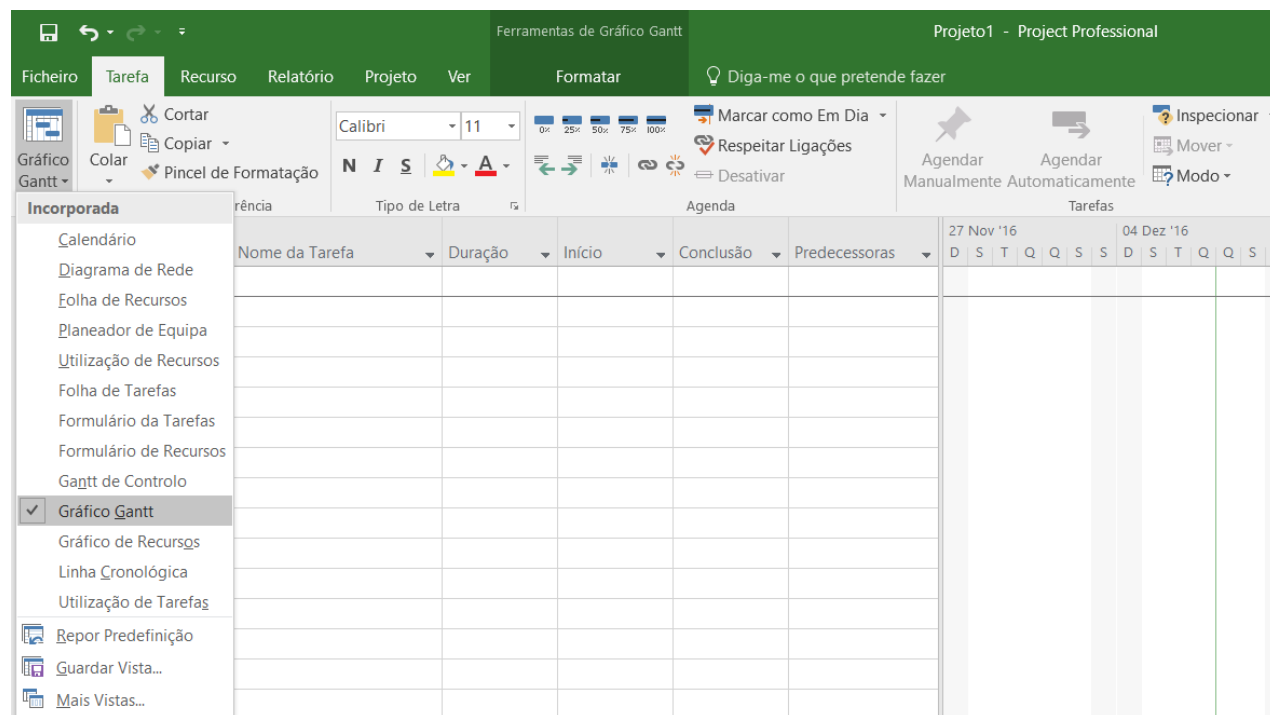 Ferramentas de Gráfico Gantt
Projeto1 - Project Professional
Ficheiro Tarefa Recurso Relatório Projeto Ver Formatar Diga-me o que pretende fazer
Gráfico Gantt
Colar
Cortar
Copiar
Pincel de Formatação
rência
Calibri 11
N I S A
Tipo de Letra
0× 25× 50× 75× 100×
Marcar como Em Dia
Respeitar Ligações
Desativar
Agenda
Agendar Manualmente
Agendar Automaticamente
Inspecionar
Mover
Modo
Tarefas
Incorporada
Calendário
Diagrama de Rede
Folha de Recursos
Planeador de Equipa
Utilização de Recursos
Folha de Tarefas
Formulário da Tarefas
Formulário de Recursos
Gantt de Controlo
Gráfico Gantt
Gráfico de Recursos
Linha Cronológica
Utilização de Tarefas
Repor Predefinição
Guardar Vista...
Mais Vistas...
Nome da Tarefa Duração Início Conclusão Predecessoras
27 Nov '16 04 Dez '16
D S T Q Q S S D S T Q Q S